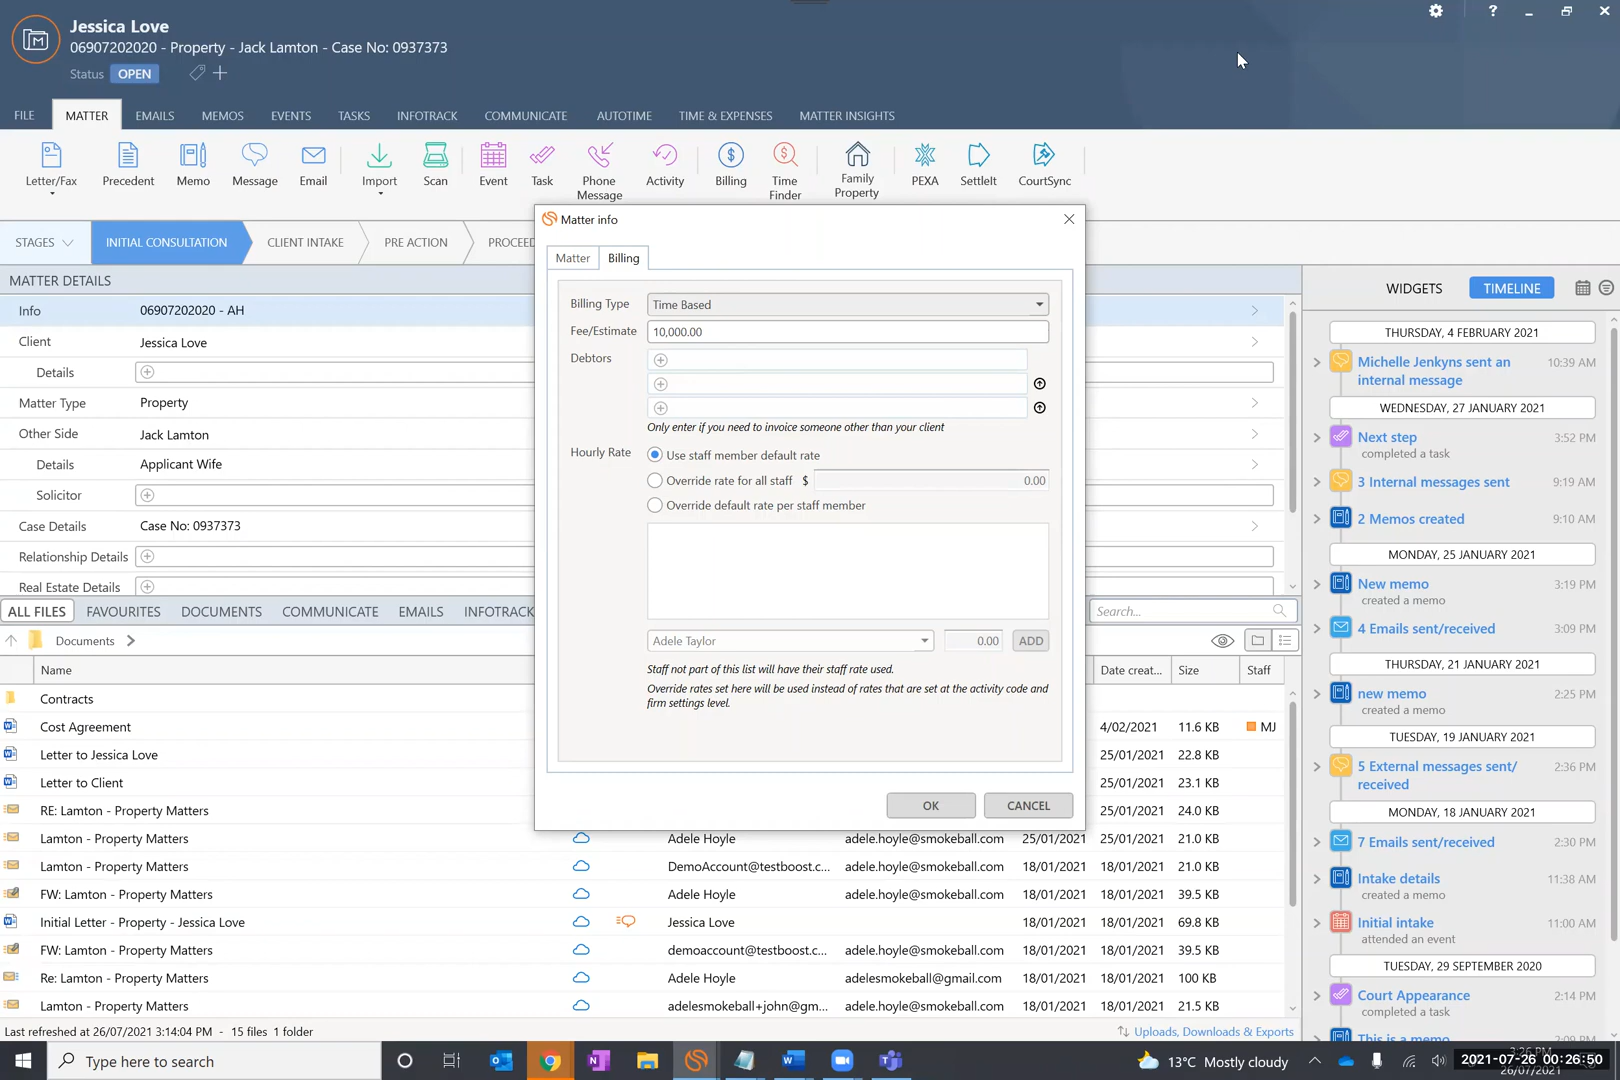 Jessica Love
06907202020 - Property - Jack Lamton - Case No: 0937373
Status OPEN
FILE MATTER EMAILS MEMOS EVENTS TASKS INFOTRACK COMMUNICATE AUTOTIME TIME & EXPENSES MATTER INSIGHTS
Letter/Fax Precedent Memo Message Email Import Scan Event Task Phone Message Activity Billing Time Finder Family Property PEXA SettleIt CourtSync
STAGES INITIAL CONSULTATION CLIENT INTAKE PRE ACTION PROCEED
MATTER DETAILS
Info 06907202020 - AH
Client Jessica Love
Details
Matter Type Property
Other Side Jack Lamton
Details Applicant Wife
Solicitor
Case Details Case No: 0937373
Relationship Details
Real Estate Details
Matter info
Matter Billing
Billing Type Time Based
Fee/Estimate 10,000.00
Debtors
Only enter if you need to invoice someone other than your client
Hourly Rate Use staff member default rate
Override rate for all staff $ 0.00
Override default rate per staff member
Adele Taylor 0.00 ADD
Staff not part of this list will have their staff rate used.
Override rates set here will be used instead of rates that are set at the activity code and
firm settings level.
OK CANCEL
ALL FILES FAVOURITES DOCUMENTS COMMUNICATE EMAILS INFOTRACK Search...
Documents
Name Date creat... Size Staff
Contracts
Cost Agreement 4/02/2021 11.6 KB MJ
Letter to Jessica Love 25/01/2021 22.8 KB
Letter to Client 25/01/2021 23.1 KB
RE: Lamton - Property Matters 25/01/2021 24.0 KB
Lamton - Property Matters Adele Hoyle adele.hoyle@smokeball.com 25/01/2021 25/01/2021 21.0 KB
Lamton - Property Matters DemoAccount@testboost.c... adele.hoyle@smokeball.com 18/01/2021 18/01/2021 21.0 KB
FW: Lamton - Property Matters Adele Hoyle adele.hoyle@smokeball.com 18/01/2021 18/01/2021 39.5 KB
Initial Letter - Property - Jessica Love Jessica Love 18/01/2021 18/01/2021 69.8 KB
FW: Lamton - Property Matters demoaccount@testboost.c... adele.hoyle@smokeball.com 18/01/2021 18/01/2021 39.5 KB
Re: Lamton - Property Matters Adele Hoyle adelesmokeball@gmail.com 18/01/2021 18/01/2021 100 KB
Lamton - Property Matters adelesmokeball+john@gm... adele.hoyle@smokeball.com 18/01/2021 18/01/2021 21.5 KB
Last refreshed at 26/07/2021 3:14:04 PM - 15 files 1 folder
Uploads, Downloads & Exports
WIDGETS TIMELINE
THURSDAY, 4 FEBRUARY 2021
Michelle Jenkyns sent an 10:39 AM
internal message
WEDNESDAY, 27 JANUARY 2021
Next step 3:52 PM
completed a task
3 Internal messages sent 9:19 AM
2 Memos created 9:10 AM
MONDAY, 25 JANUARY 2021
New memo 3:19 PM
created a memo
4 Emails sent/received 3:09 PM
THURSDAY, 21 JANUARY 2021
new memo 2:25 PM
created a memo
TUESDAY, 19 JANUARY 2021
5 External messages sent/ 2:36 PM
received
MONDAY, 18 JANUARY 2021
7 Emails sent/received 2:30 PM
Intake details 11:38 AM
created a memo
Initial intake 11:00 AM
attended an event
TUESDAY, 29 SEPTEMBER 2020
Court Appearance 2:14 PM
completed a task
This is a memo
Type here to search
13°C Mostly cloudy
2021-07-26 00:26:50